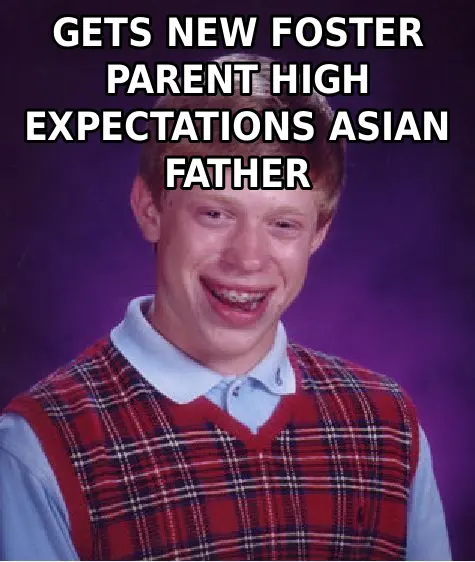 GETS NEW FOSTER
PARENT HIGH
EXPECTATIONS ASIAN
FATHER